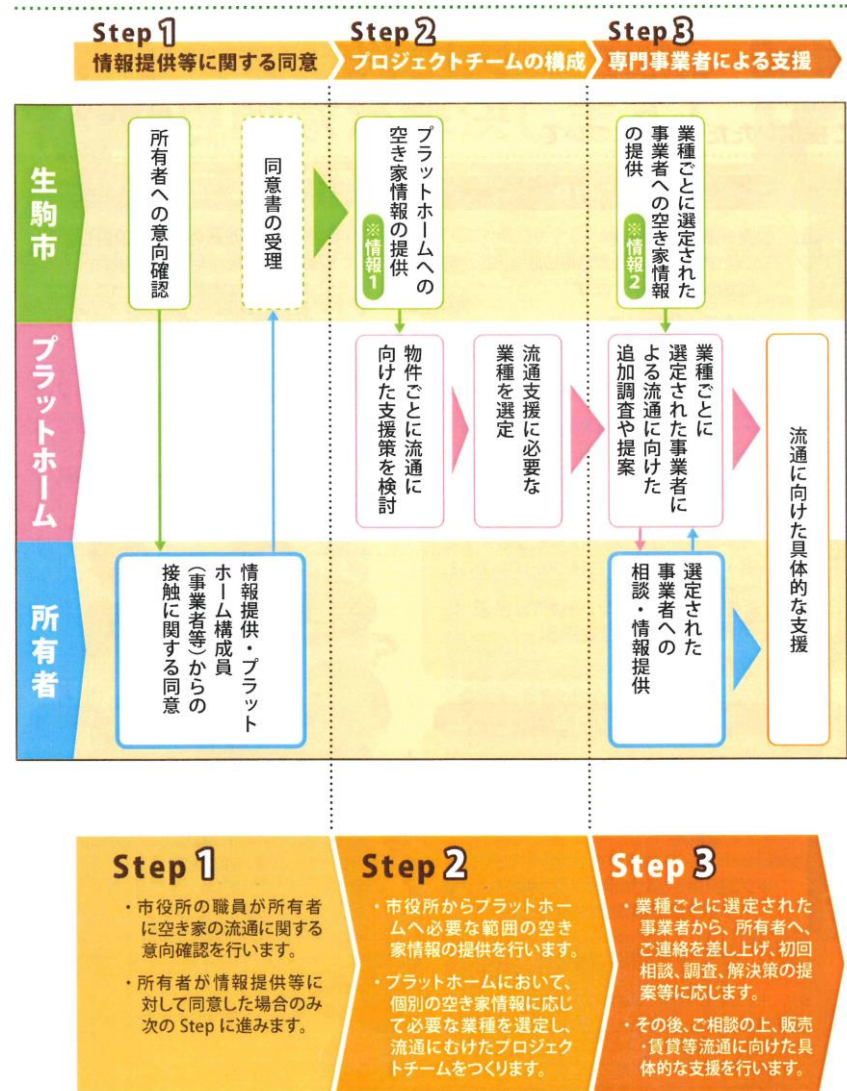 Step 1
情報提供等に関する同意
Step 2
プロジェクトチームの構成
Step 3
専門事業者による支援
生駒市
所有者への意向確認
同意書の受理
プラットホームへの
空き家情報の提供
※情報1
業種ごとに選定された
事業者への空き家情報
の提供
※情報2
プラットホーム
物件ごとに流通に
向けた支援策を検討
流通支援に必要な
業種を選定
業種ごとに
選定された事業者に
よる流通に向けた
追加調査や提案
流通に向けた具体的な支援
所有者
情報提供・プラット
ホーム構成員
（事業者等）からの
接触に関する同意
選定された
事業者への
相談・情報提供
Step 1
・市役所の職員が所有者
に空き家の流通に関する
意向確認を行います。
・所有者が情報提供等に
対して同意した場合のみ
次の Step に進みます。
Step 2
・市役所からプラットホー
ムへ必要な範囲の空き
家情報の提供を行います。
・プラットホームにおいて、
個別の空き家情報に応じ
て必要な業種を選定し、
流通にむけたプロジェク
トチームをつくります。
Step 3
・業種ごとに選定された
事業者から、所有者へ、
ご連絡を差し上げ、初回
相談、調査、解決策の提
案等に応じます。
・その後、ご相談の上、販売
・賃貸等流通に向けた具
体的な支援を行います。